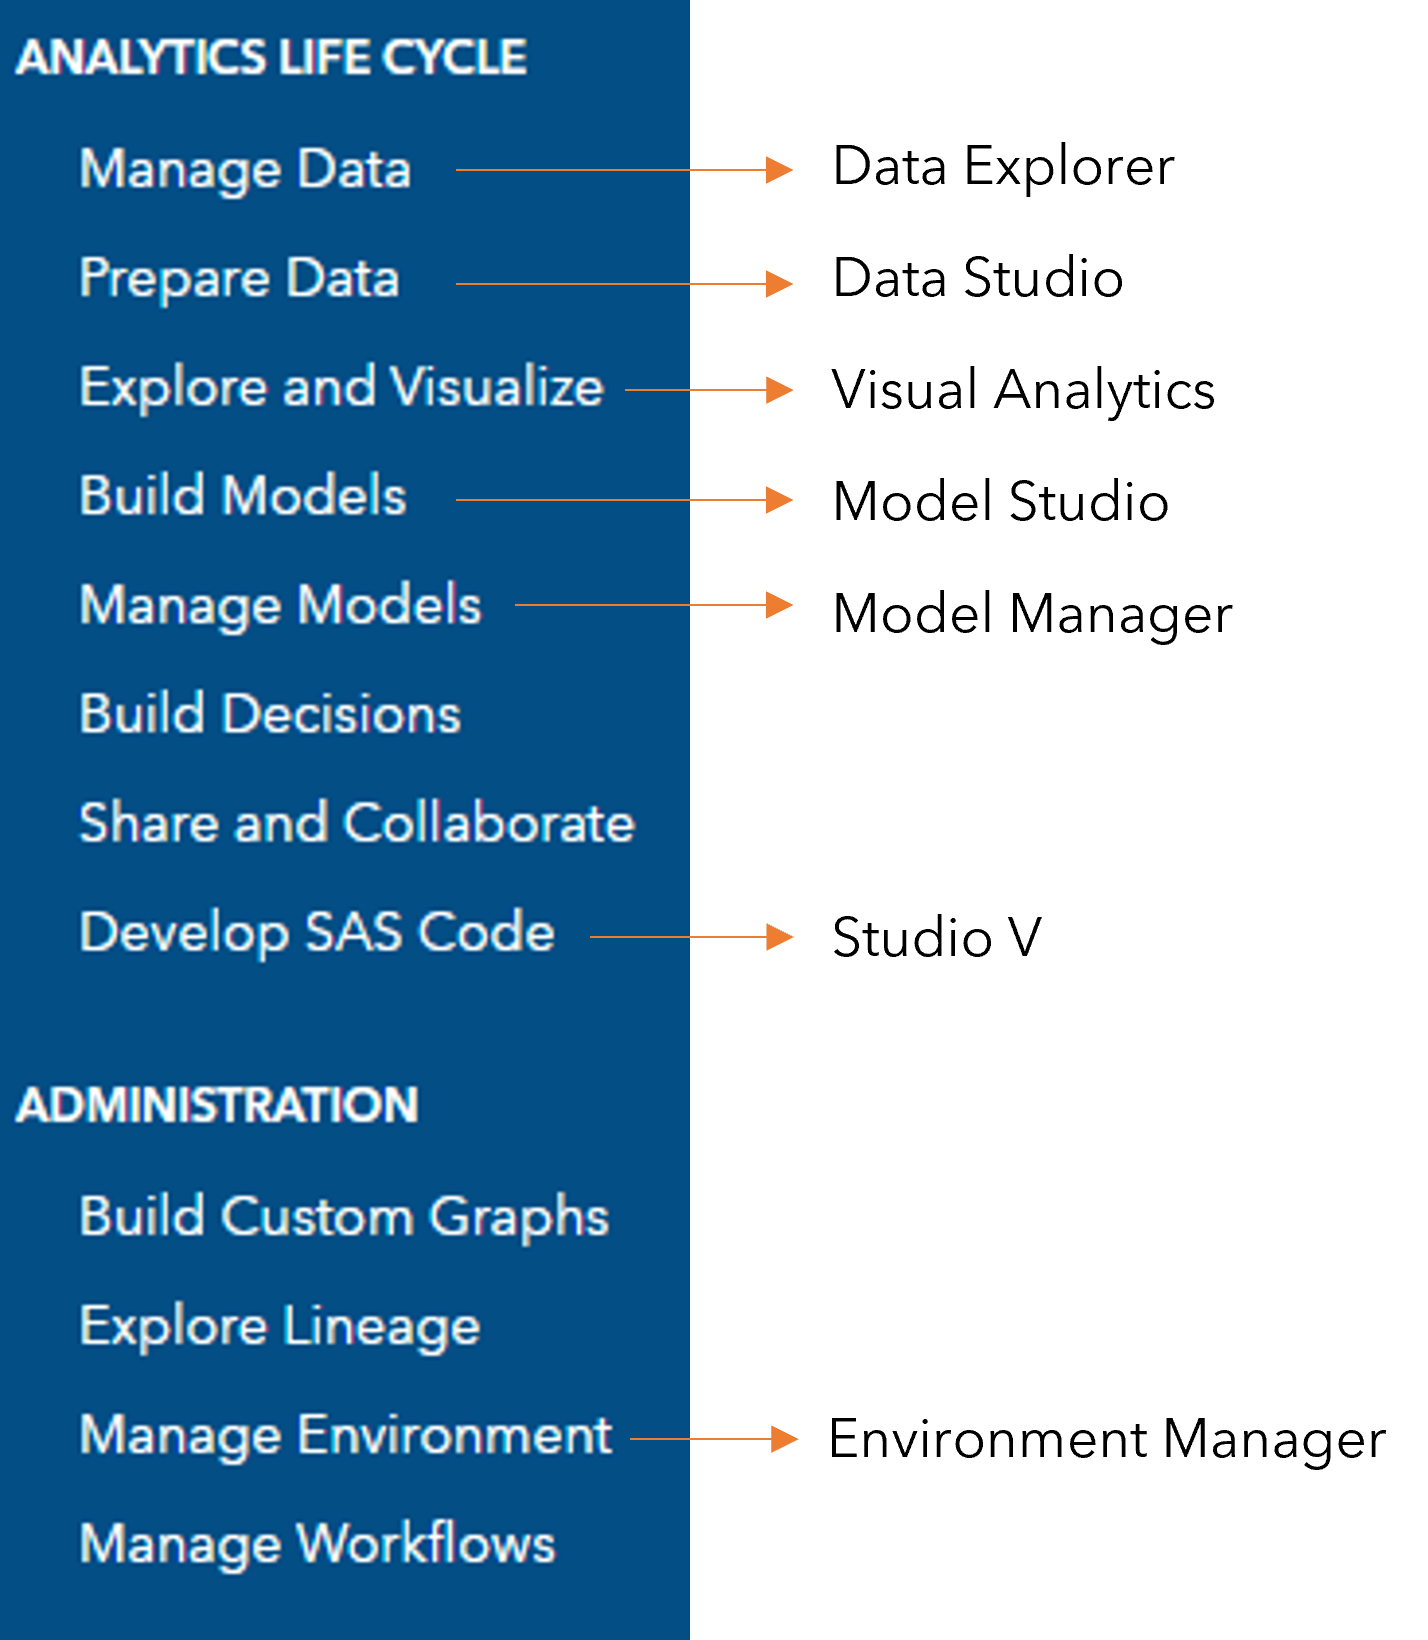 ANALYTICS LIFE CYCLE
Manage Data
Data Explorer
Prepare Data
Data Studio
Explore and Visualize
Visual Analytics
Build Models
Model Studio
Manage Models
Model Manager
Build Decisions
Share and Collaborate
Develop SAS Code
Studio V
ADMINISTRATION
Build Custom Graphs
Explore Lineage
Manage Environment
Environment Manager
Manage Workflows